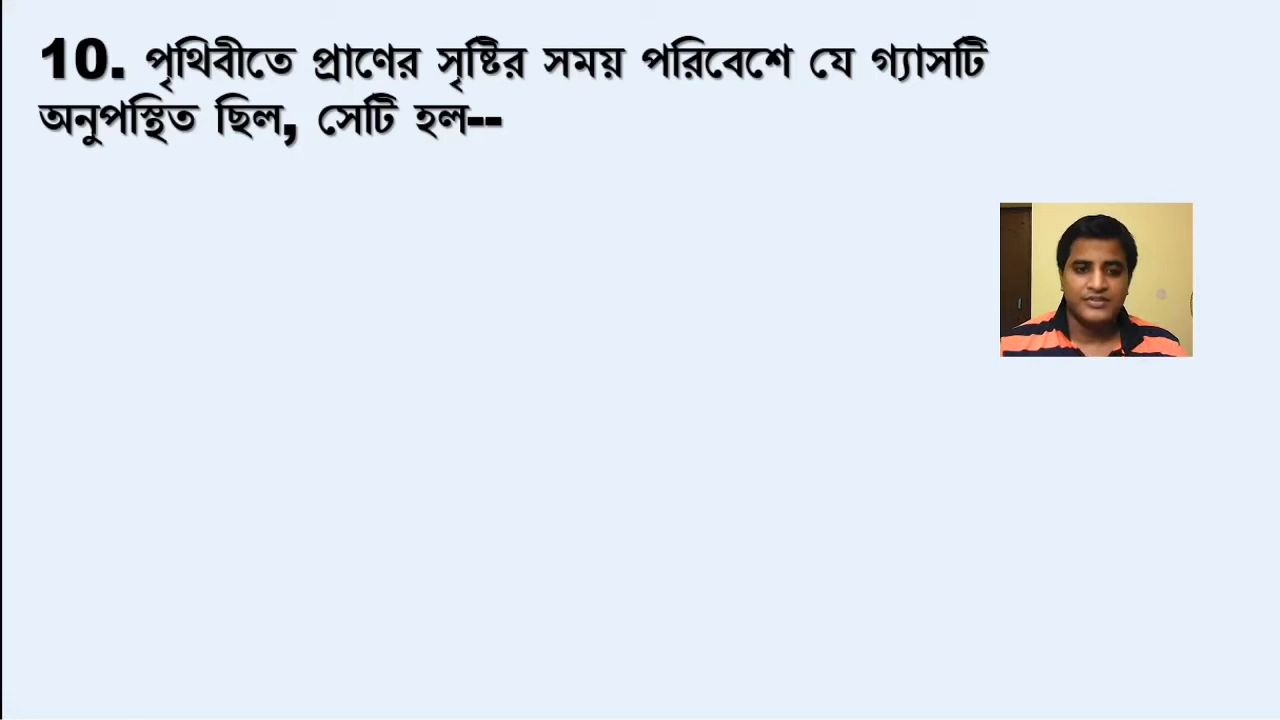 10. পৃথিবীতে প্রাণের সৃষ্টির সময় পরিবেশে যে গ্যাসটি
অনুপস্থিত ছিল, সেটি হল--